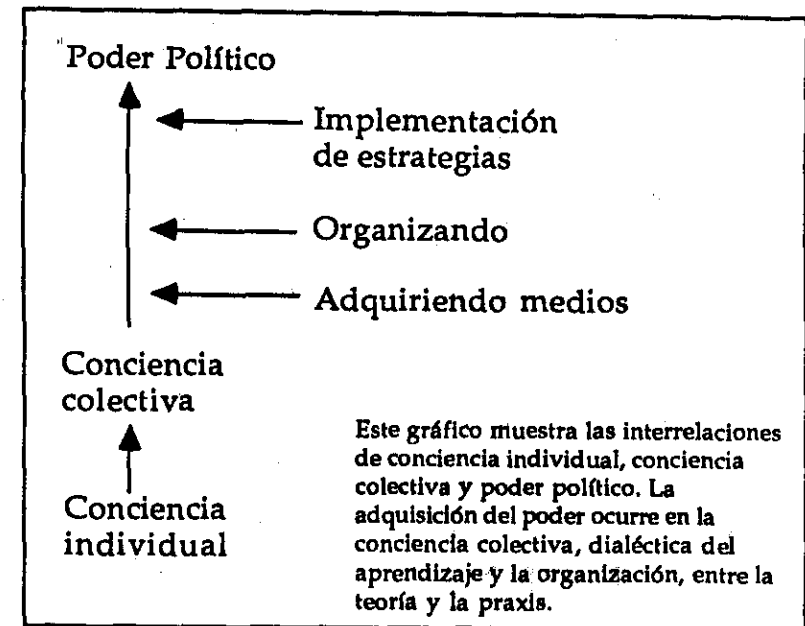 Poder Político
Implementación
de estrategias
Organizando
Adquiriendo medios
Conciencia
colectiva
Conciencia
individual
Este gráfico muestra las interrelaciones
de conciencia individual, conciencia
colectiva y poder político. La
adquisición del poder ocurre en la
conciencia colectiva, dialéctica del
aprendizaje y la organización, entre la
teoría y la praxis.